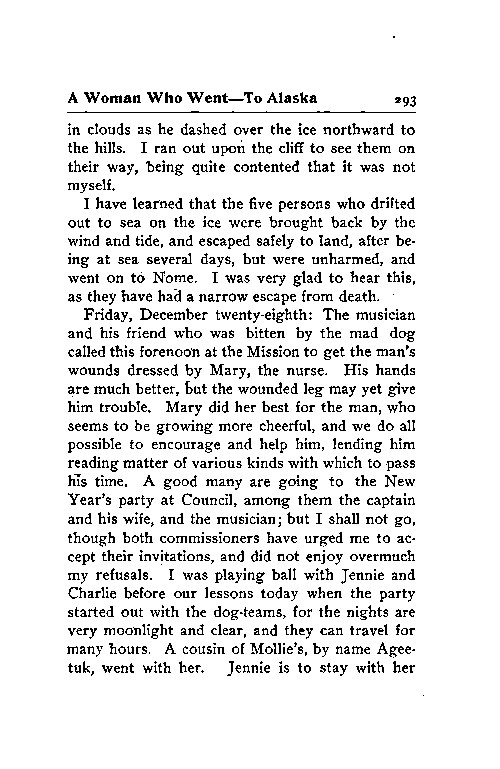 A Woman Who Went—To Alaska 293
in clouds as he dashed over the ice northward to
the hills. I ran out upon the cliff to see them on
their way, being quite contented that it was not
myself.
I have learned that the five persons who drifted
out to sea on the ice were brought back by the
wind and tide, and escaped safely to land, after be-
ing at sea several days, but were unharmed, and
went on to Nome. I was very glad to hear this,
as they have had a narrow escape from death.
Friday, December twenty-eighth: The musician
and his friend who was bitten by the mad dog
called this forenoon at the Mission to get the man's
wounds dressed by Mary, the nurse. His hands
are much better, but the wounded leg may yet give
him trouble. Mary did her best for the man, who
seems to be growing more cheerful, and we do all
possible to encourage and help him, lending him
reading matter of various kinds with which to pass
his time. A good many are going to the New
Year's party at Council, among them the captain
and his wife, and the musician; but I shall not go,
though both commissioners have urged me to ac-
cept their invitations, and did not enjoy overmuch
my refusals. I was playing ball with Jennie and
Charlie before our lessons today when the party
started out with the dog-teams, for the nights are
very moonlight and clear, and they can travel for
many hours. A cousin of Mollie's, by name Agee-
tuk, went with her. Jennie is to stay with her